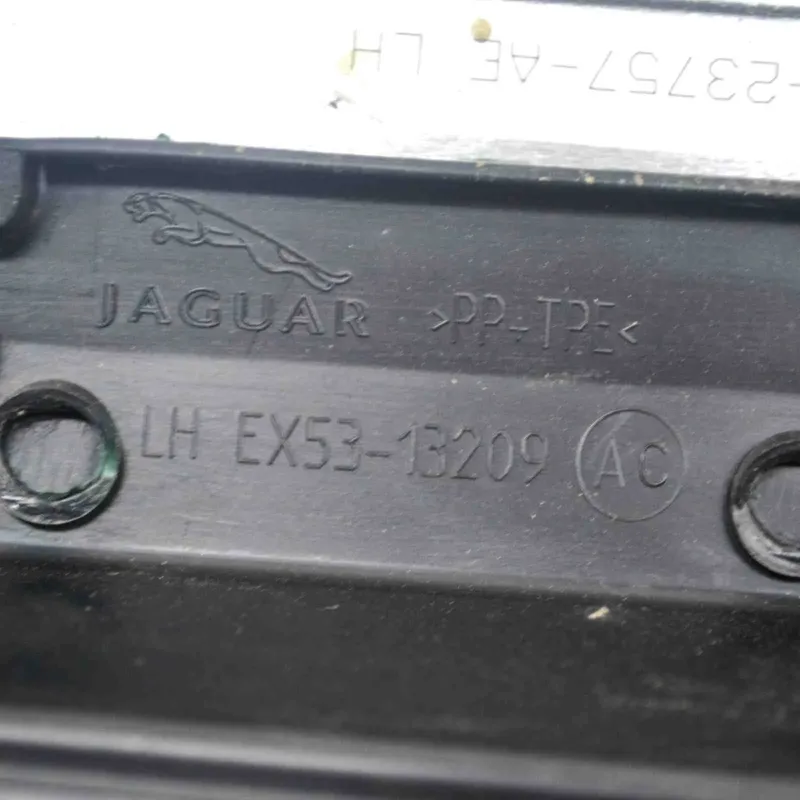 -23757-AE LH
JAGUAR >PP-TPE<
LH EX53-13209 AC